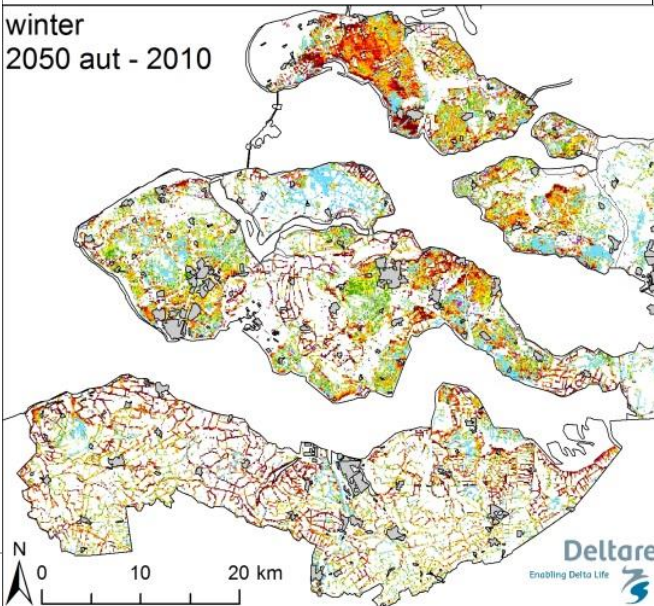 winter
2050 aut - 2010
N
0 10 20 km
Deltare
Enabling Delta Life